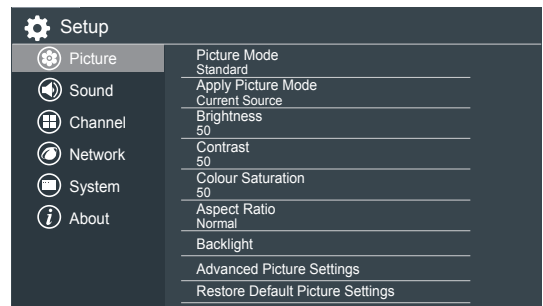 Setup
Picture
Sound
Channel
Network
System
About
Picture Mode
Standard
Apply Picture Mode
Current Source
Brightness
50
Contrast
50
Colour Saturation
50
Aspect Ratio
Normal
Backlight
Advanced Picture Settings
Restore Default Picture Settings